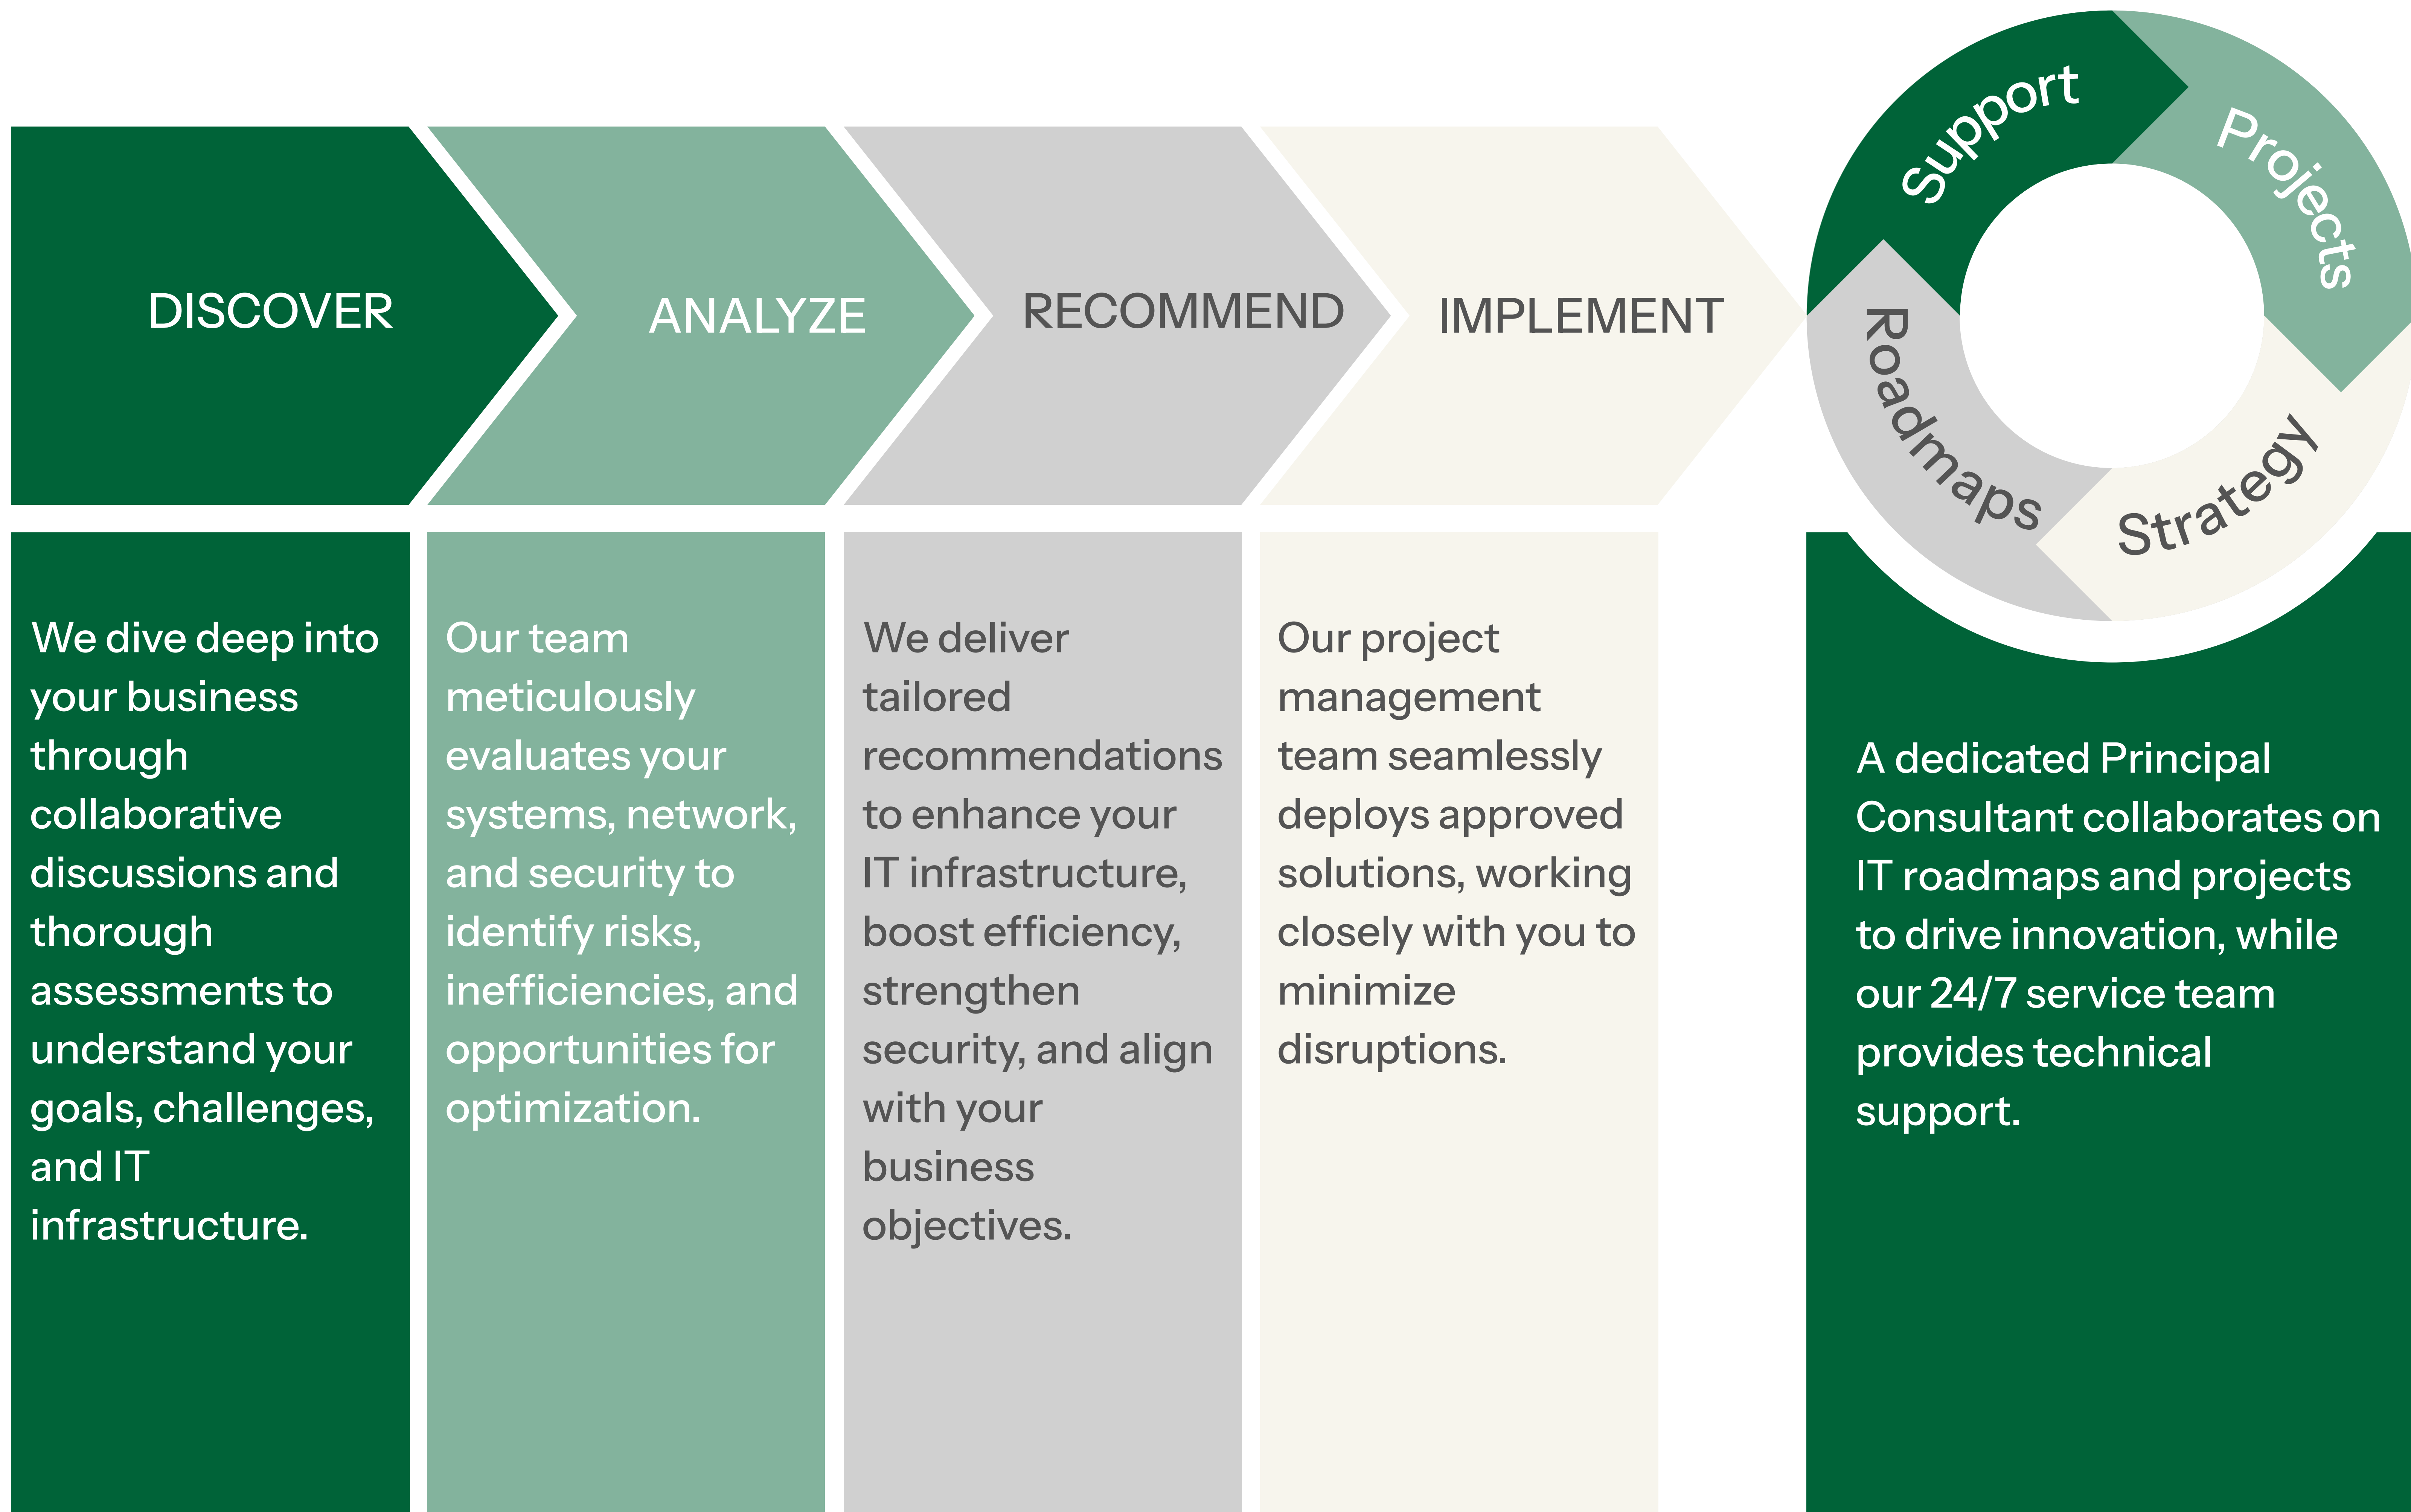 DISCOVER
ANALYZE
RECOMMEND
IMPLEMENT
Support
Projects
Strategy
Roadmaps
We dive deep into
your business
through
collaborative
discussions and
thorough
assessments to
understand your
goals, challenges,
and IT
infrastructure.
Our team
meticulously
evaluates your
systems, network,
and security to
identify risks,
inefficiencies, and
opportunities for
optimization.
We deliver
tailored
recommendations
to enhance your
IT infrastructure,
boost efficiency,
strengthen
security, and align
with your
business
objectives.
Our project
management
team seamlessly
deploys approved
solutions, working
closely with you to
minimize
disruptions.
A dedicated Principal
Consultant collaborates on
IT roadmaps and projects
to drive innovation, while
our 24/7 service team
provides technical
support.